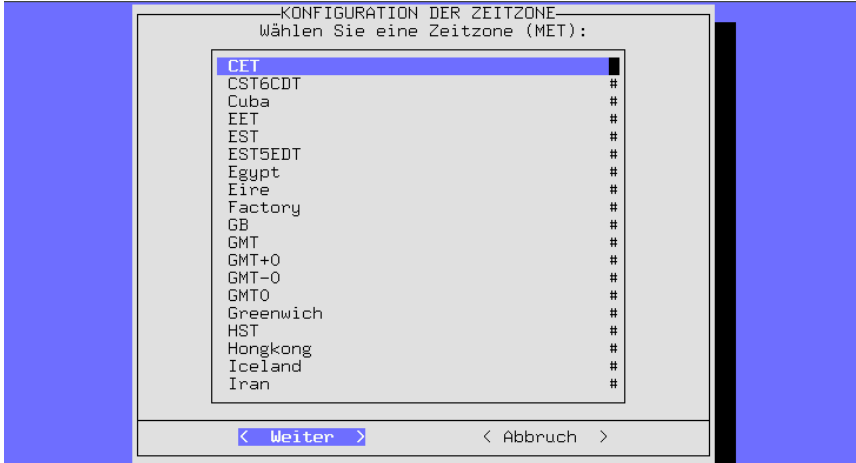 KONFIGURATION DER ZEITZONE
Wählen Sie eine Zeitzone (MET):
CET
CST6CDT #
Cuba #
EET #
EST #
EST5EDT #
Egypt #
Eire #
Factory #
GB #
GMT #
GMT+0 #
GMT-0 #
GMT0 #
Greenwich #
HST #
Hongkong #
Iceland #
Iran #
< Weiter > < Abbruch >